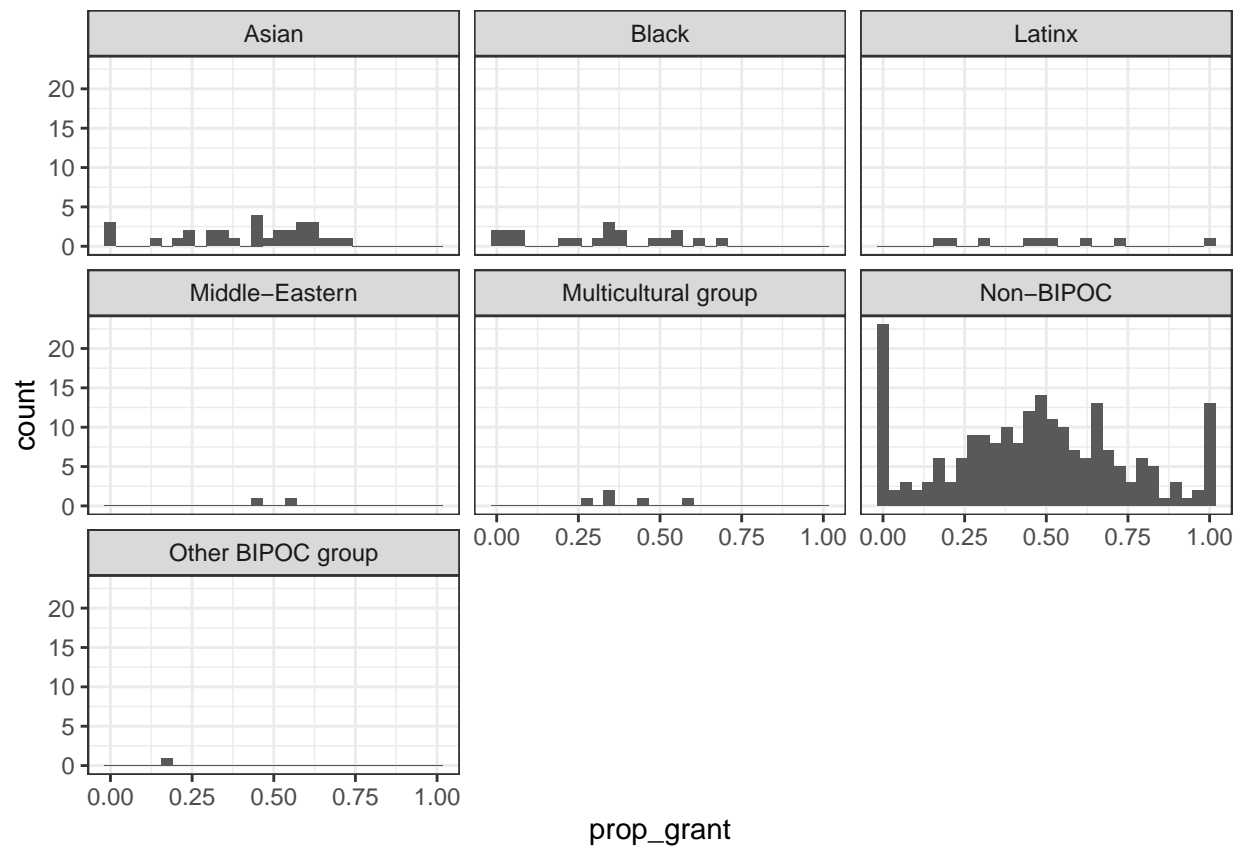 Asian
Black
Latinx
20
15
10
5
0
Middle−Eastern
Multicultural group
Non−BIPOC
20
15
10
5
0
0.00 0.25 0.50 0.75 1.00
0.00 0.25 0.50 0.75 1.00
Other BIPOC group
20
15
10
5
0
0.00 0.25 0.50 0.75 1.00
count
prop_grant